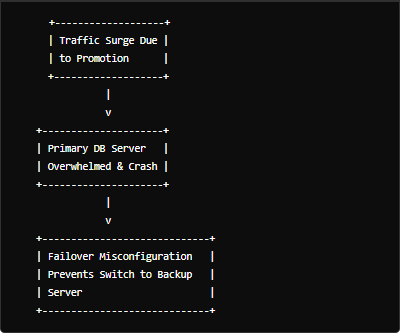 Traffic Surge Due
to Promotion
Primary DB Server
Overwhelmed & Crash
Failover Misconfiguration
Prevents Switch to Backup
Server